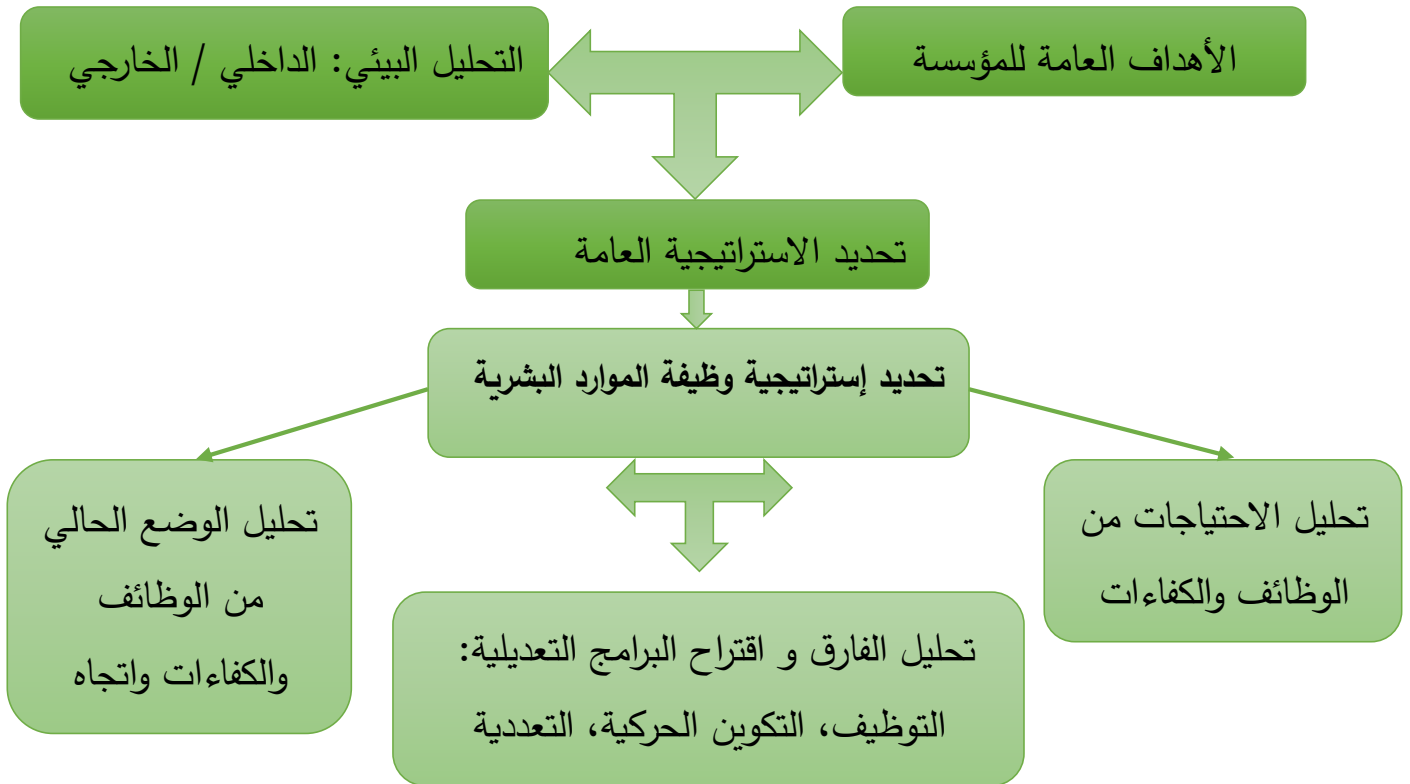 الأهداف العامة للمؤسسة
التحليل البيئي: الداخلي / الخارجي
تحديد الاستراتيجية العامة
تحديد إستراتيجية وظيفة الموارد البشرية
تحليل الاحتياجات من
الوظائف والكفاءات
تحليل الوضع الحالي
من الوظائف
والكفاءات واتجاه
تحليل الفارق و اقتراح البرامج التعديلية:
التوظيف، التكوين الحركية، التعددية